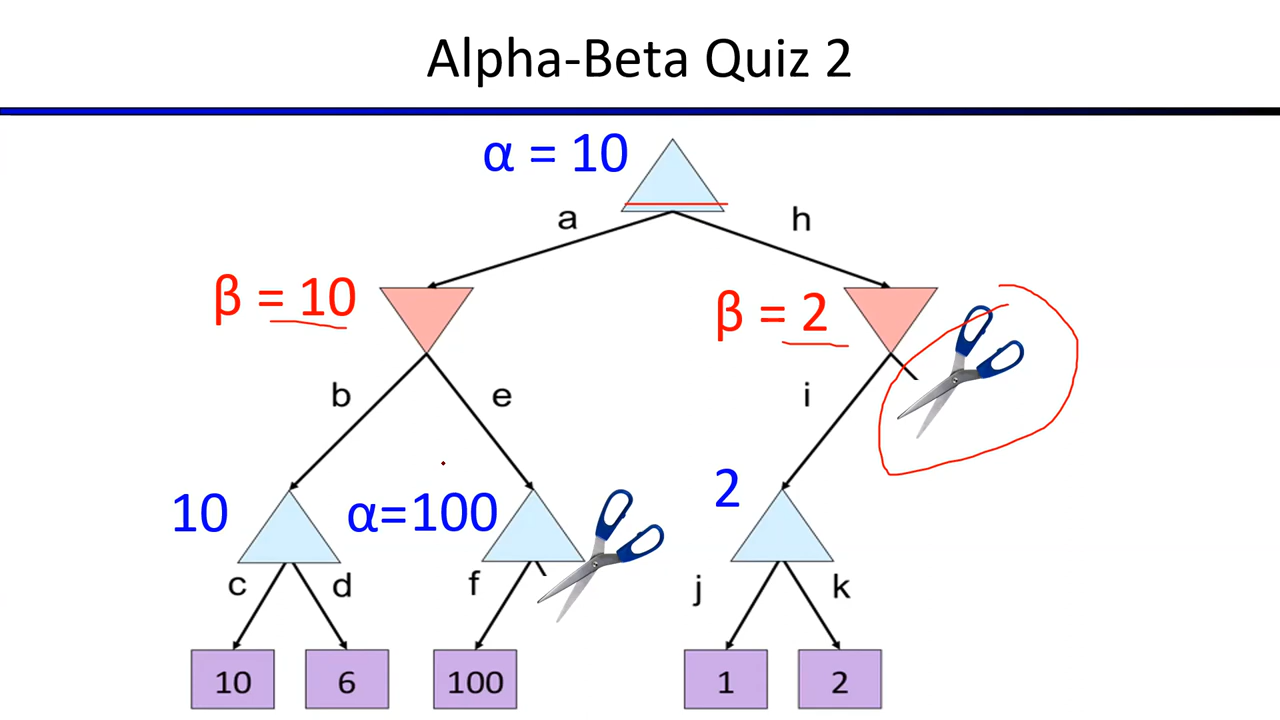 Alpha-Beta Quiz 2
α = 10
a
h
β = 10
β = 2
b
e
i
10
α=100
2
c
d
f
j
k
10
6
100
1
2